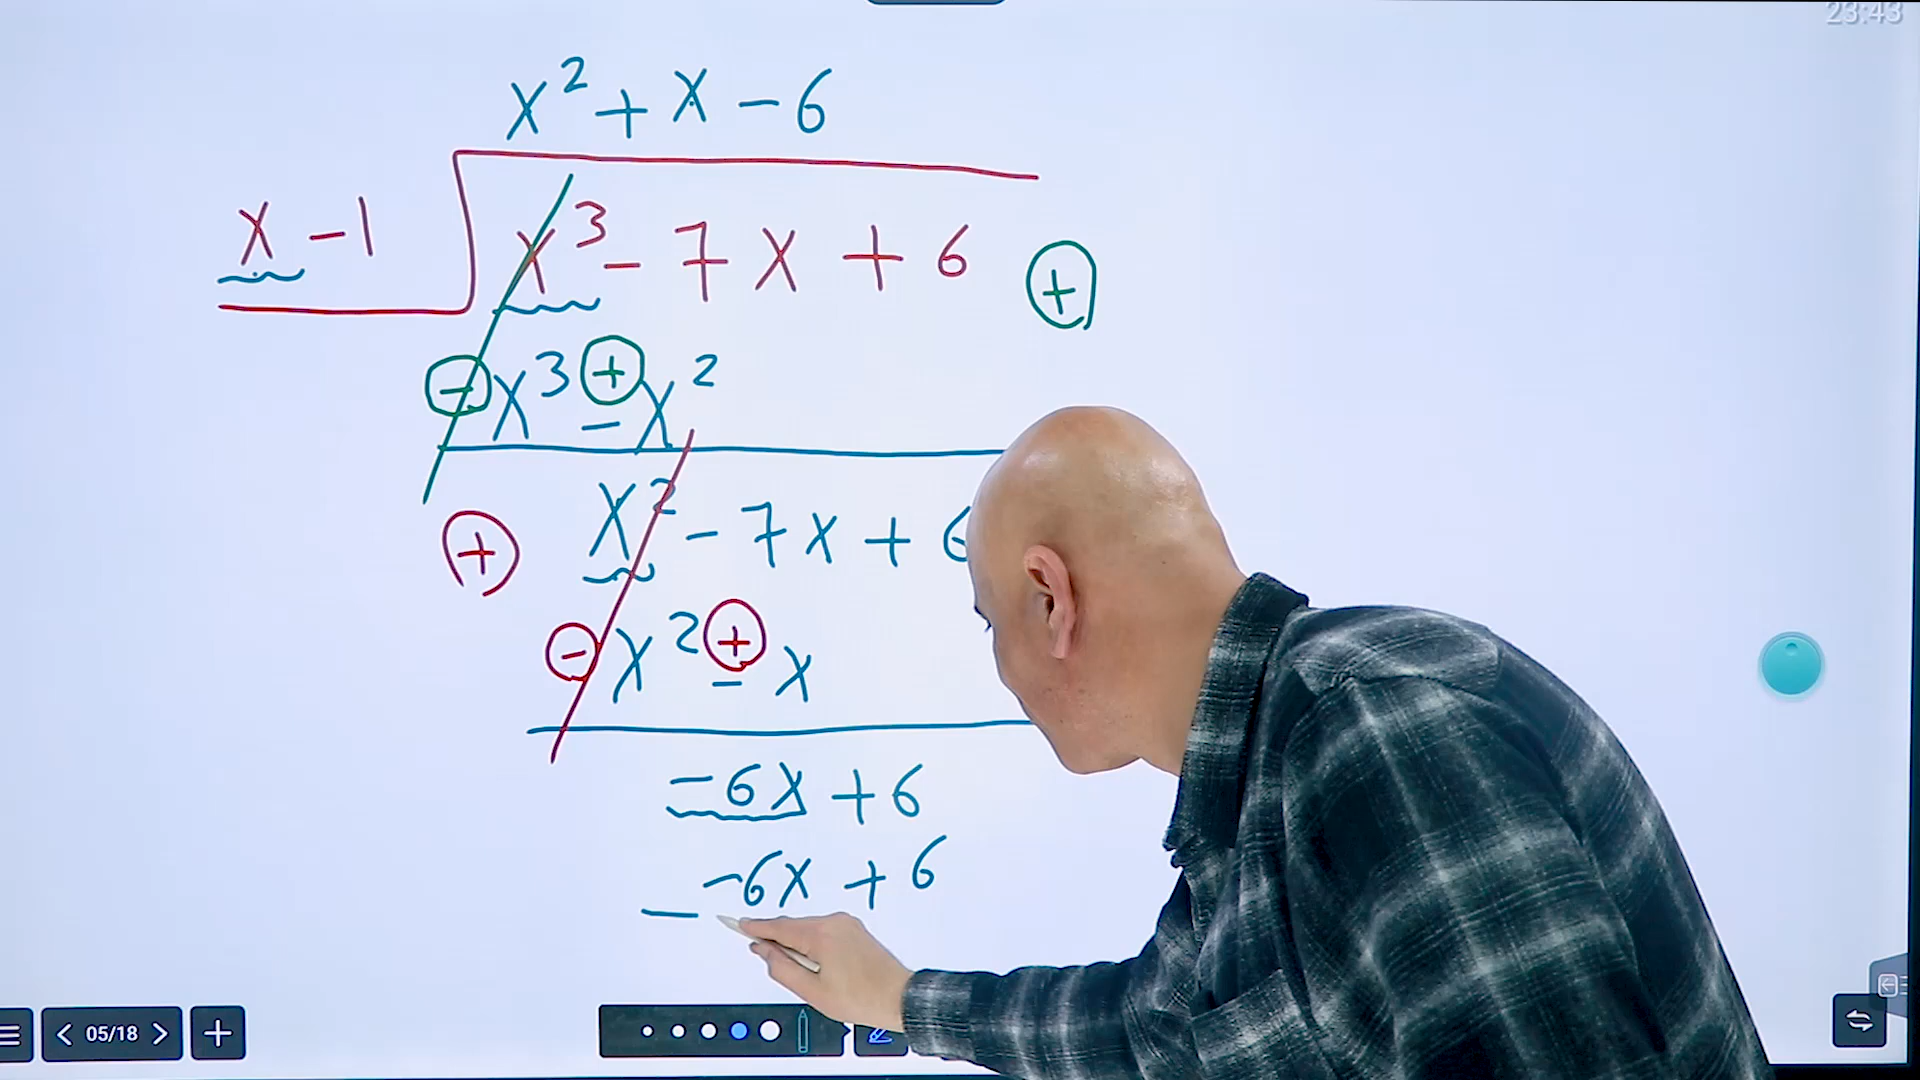 23:43
x² + x - 6
x - 1
x³ - 7x + 6
+
- x³ + - x²
+
x² - 7x + 6
- x² + - x
-6x + 6
-6x + 6
05/18